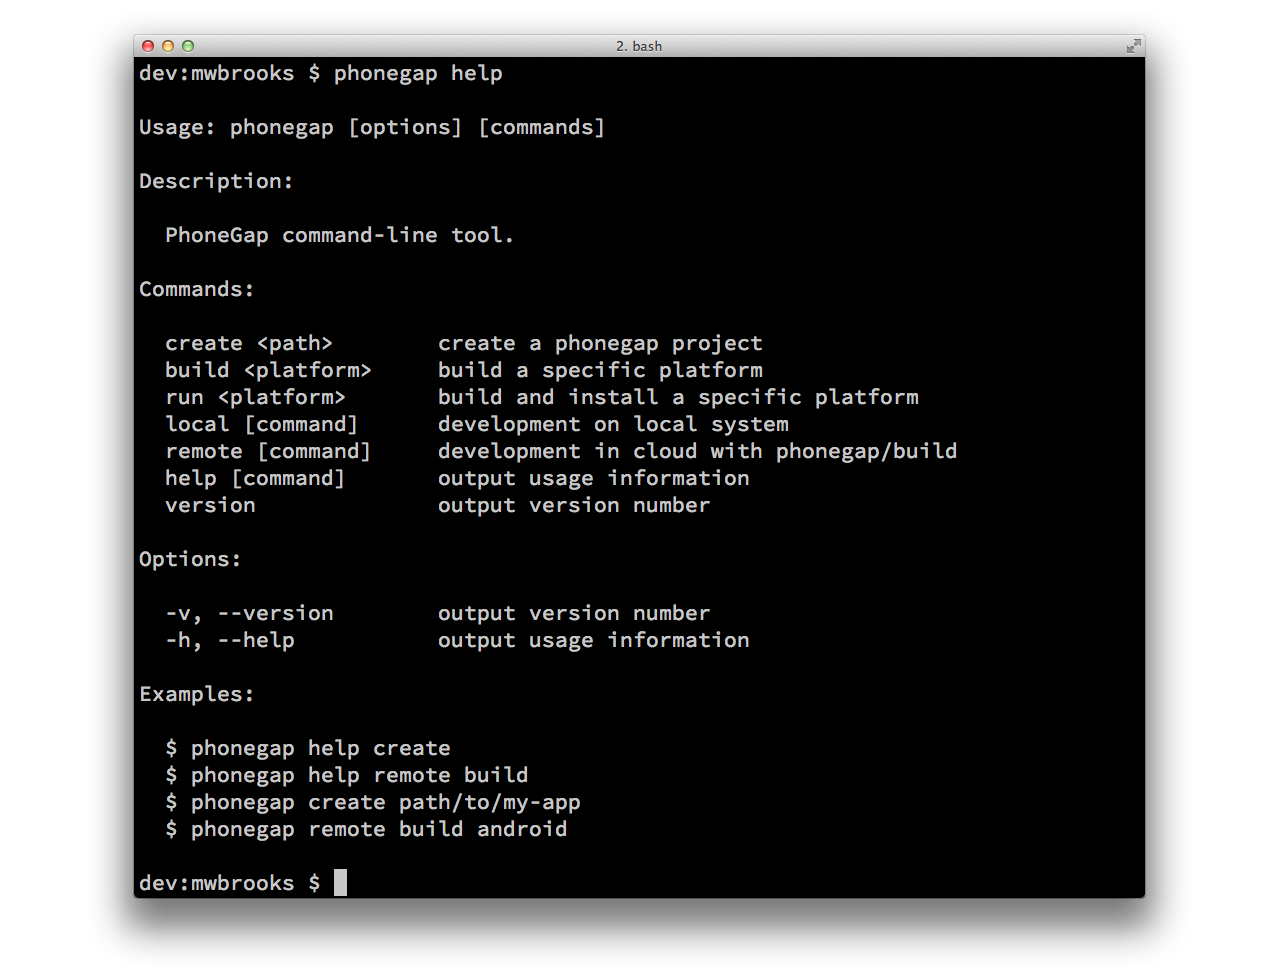 2. bash
dev:mwbrooks $ phonegap help
Usage: phonegap [options] [commands]
Description:
PhoneGap command-line tool.
Commands:
create <path> create a phonegap project
build <platform> build a specific platform
run <platform> build and install a specific platform
local [command] development on local system
remote [command] development in cloud with phonegap/build
help [command] output usage information
version output version number
Options:
-v, --version output version number
-h, --help output usage information
Examples:
$ phonegap help create
$ phonegap help remote build
$ phonegap create path/to/my-app
$ phonegap remote build android
dev:mwbrooks $